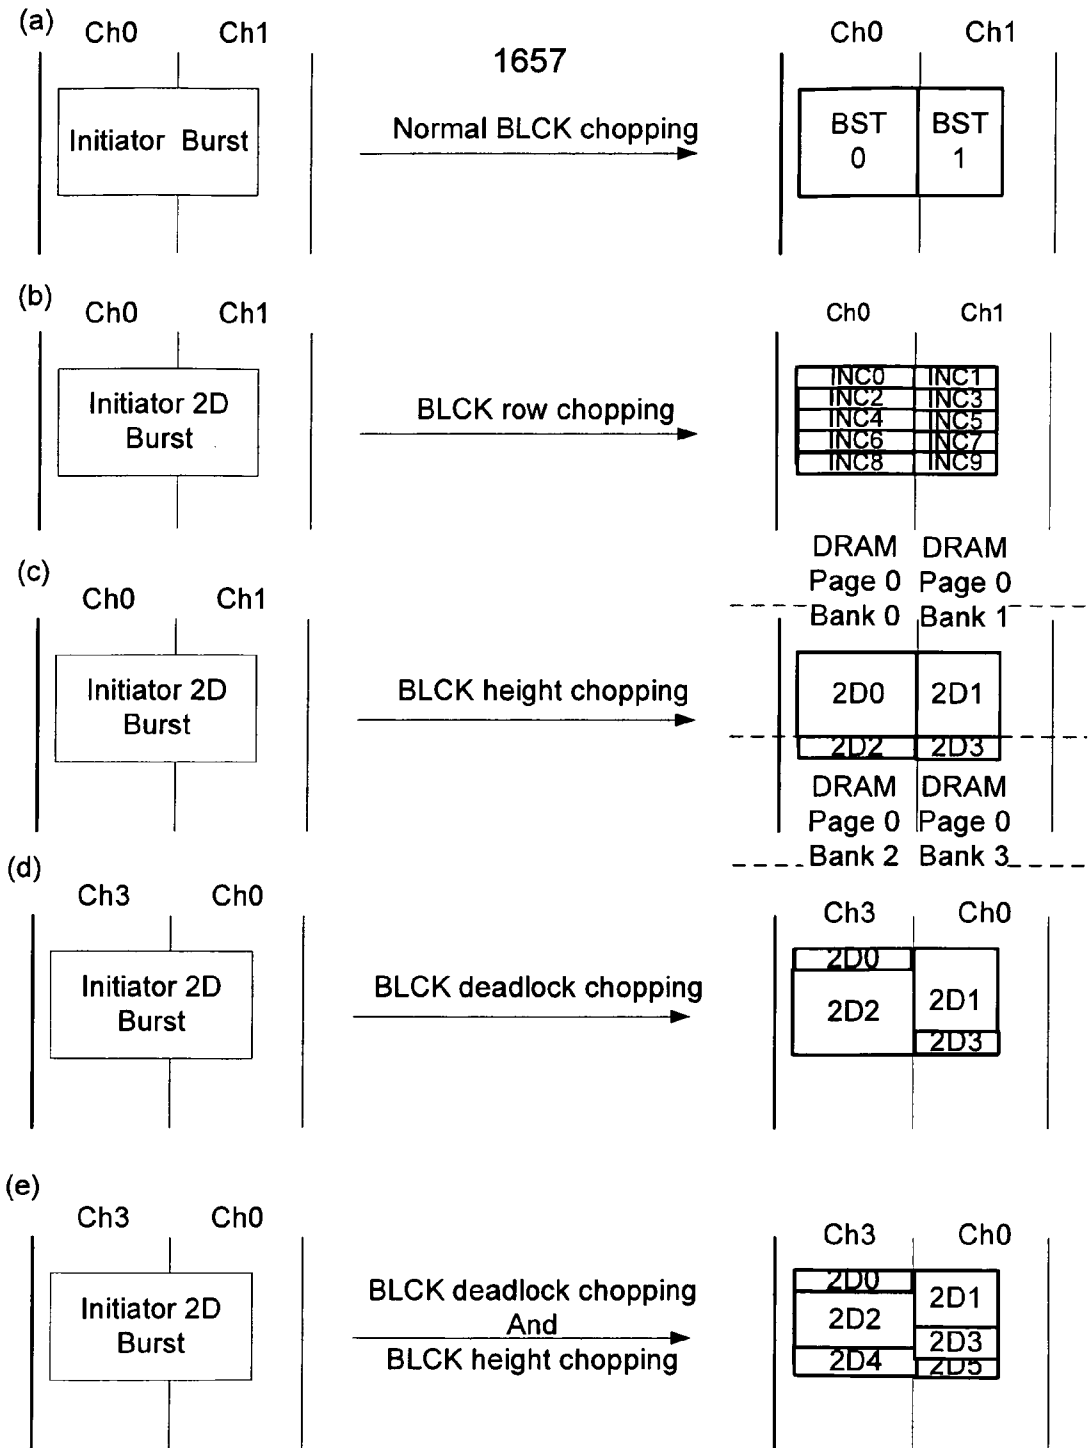 (a)
Ch0 Ch1
1657
Ch0 Ch1
Initiator Burst
Normal BLCK chopping
BST 0
BST 1
(b)
Ch0 Ch1
Ch0 Ch1
Initiator 2D
Burst
BLCK row chopping
INC0 INC1
INC2 INC3
INC4 INC5
INC6 INC7
INC8 INC9
(c)
Ch0 Ch1
DRAM DRAM
Page 0 Page 0
Bank 0 Bank 1
Initiator 2D
Burst
BLCK height chopping
2D0 2D1
2D2 2D3
DRAM DRAM
Page 0 Page 0
Bank 2 Bank 3
(d)
Ch3 Ch0
Ch3 Ch0
Initiator 2D
Burst
BLCK deadlock chopping
2D0
2D2
2D1
2D3
(e)
Ch3 Ch0
Ch3 Ch0
Initiator 2D
Burst
BLCK deadlock chopping
And
BLCK height chopping
2D0
2D1
2D2
2D3
2D4
2D5